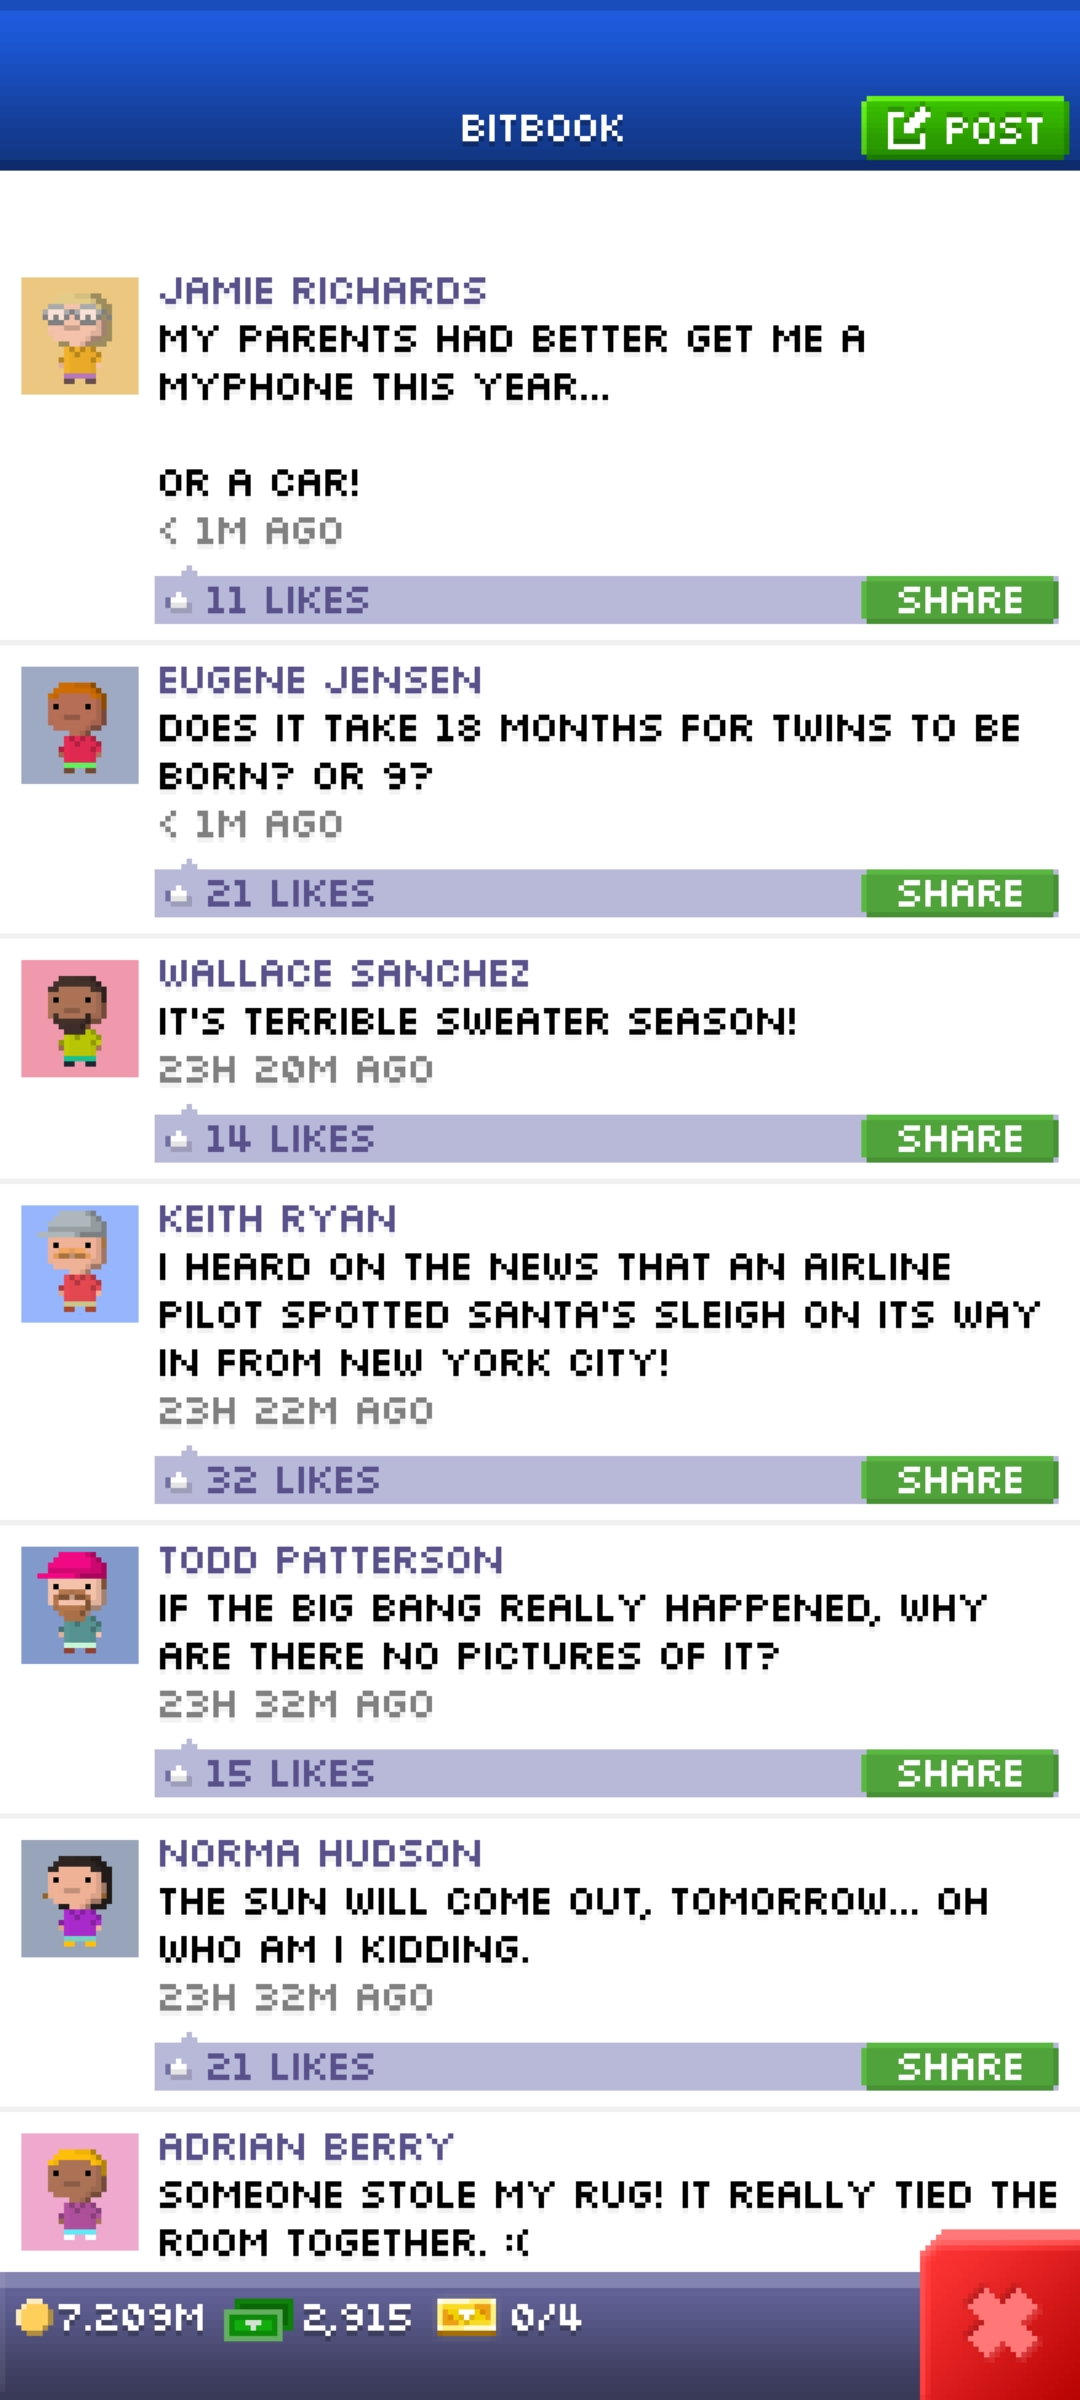 BITBOOK
POST
JAMIE RICHARDS
MY PARENTS HAD BETTER GET ME A
MYPHONE THIS YEAR...
OR A CAR!
< 1M AGO
11 LIKES
SHARE
EUGENE JENSEN
DOES IT TAKE 18 MONTHS FOR TWINS TO BE
BORN? OR 9?
< 1M AGO
21 LIKES
SHARE
WALLACE SANCHEZ
IT'S TERRIBLE SWEATER SEASON!
23H 20M AGO
14 LIKES
SHARE
KEITH RYAN
I HEARD ON THE NEWS THAT AN AIRLINE
PILOT SPOTTED SANTA'S SLEIGH ON ITS WAY
IN FROM NEW YORK CITY!
23H 22M AGO
32 LIKES
SHARE
TODD PATTERSON
IF THE BIG BANG REALLY HAPPENED, WHY
ARE THERE NO PICTURES OF IT?
23H 32M AGO
15 LIKES
SHARE
NORMA HUDSON
THE SUN WILL COME OUT, TOMORROW... OH
WHO AM I KIDDING.
23H 32M AGO
21 LIKES
SHARE
ADRIAN BERRY
SOMEONE STOLE MY RUG! IT REALLY TIED THE
ROOM TOGETHER. :(
7.209M 2,915 0/4